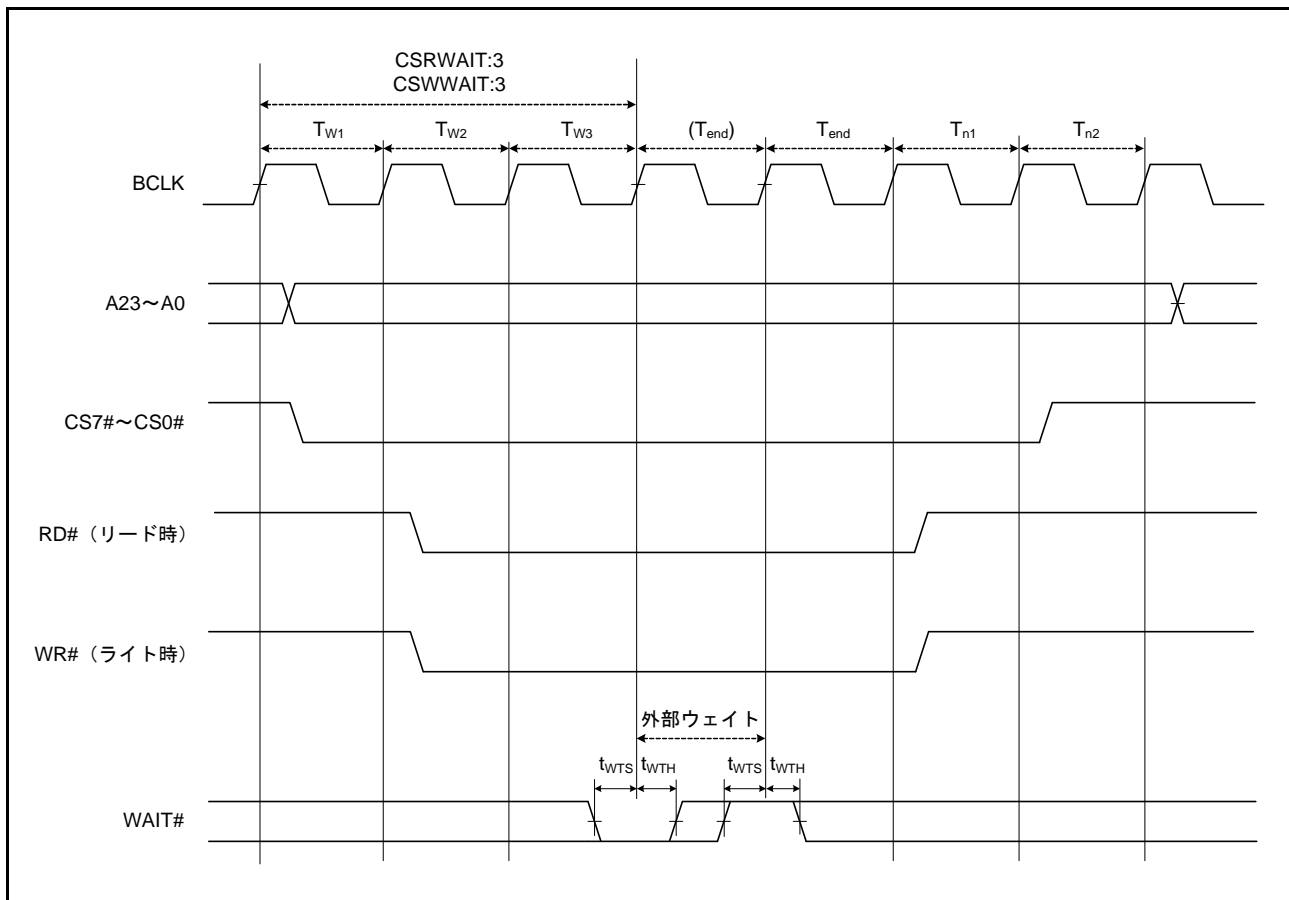 CSRWAIT:3
CSWWAIT:3
TW1 TW2 TW3 (Tend) Tend Tn1 Tn2
BCLK
A23～A0
CS7#～CS0#
RD#（リード時）
WR#（ライト時）
外部ウェイト
tWTS tWTH tWTS tWTH
WAIT#